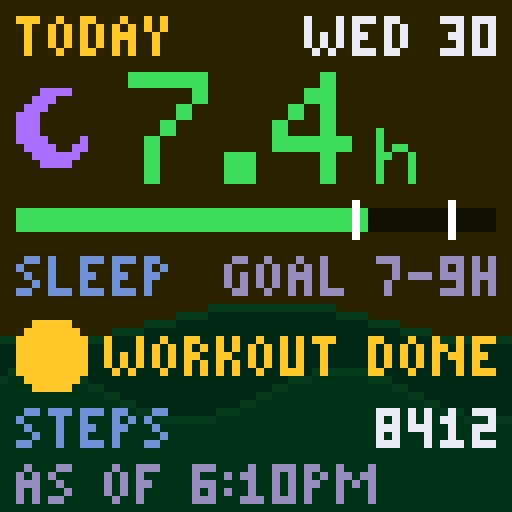 TODAY WED 30
7.4h
SLEEP GOAL 7-9H
WORKOUT DONE
STEPS 8412
AS OF 6:10PM